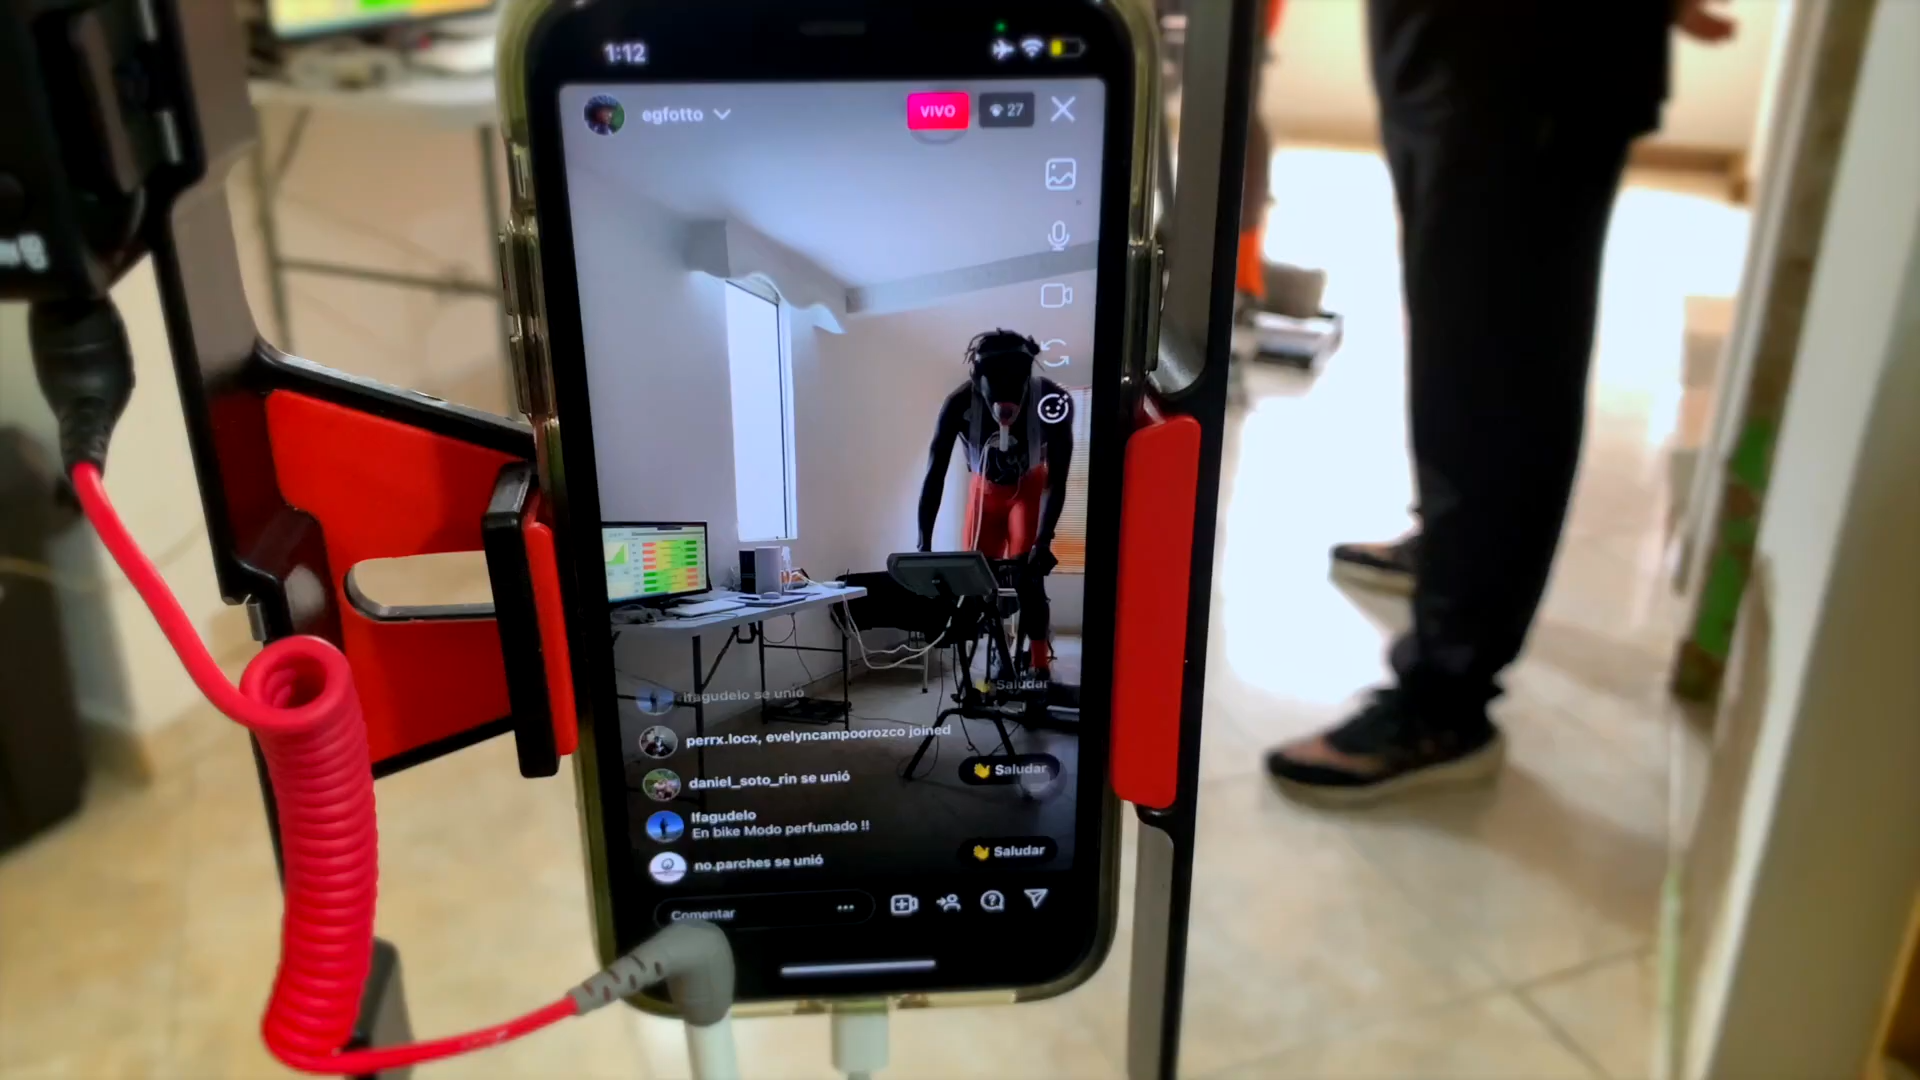 1:12
egfotto
VIVO
27
lfagudelo se unió
Saludar
perrx.locx, evelyncampoorozco joined
daniel_soto_rin se unió
Saludar
lfagudelo
En bike Modo perfumado !!
no.parches se unió
Saludar
Comentar